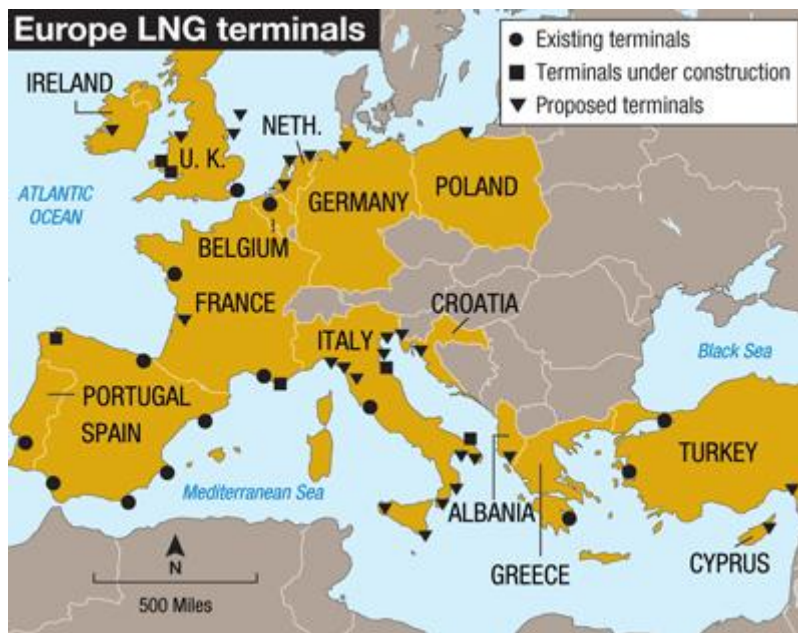 Europe LNG terminals
Existing terminals
Terminals under construction
Proposed terminals
IRELAND
NETH.
U. K.
ATLANTIC
OCEAN
GERMANY
POLAND
BELGIUM
FRANCE
CROATIA
ITALY
Black Sea
PORTUGAL
SPAIN
TURKEY
Mediterranean Sea
ALBANIA
GREECE
CYPRUS
N
500 Miles